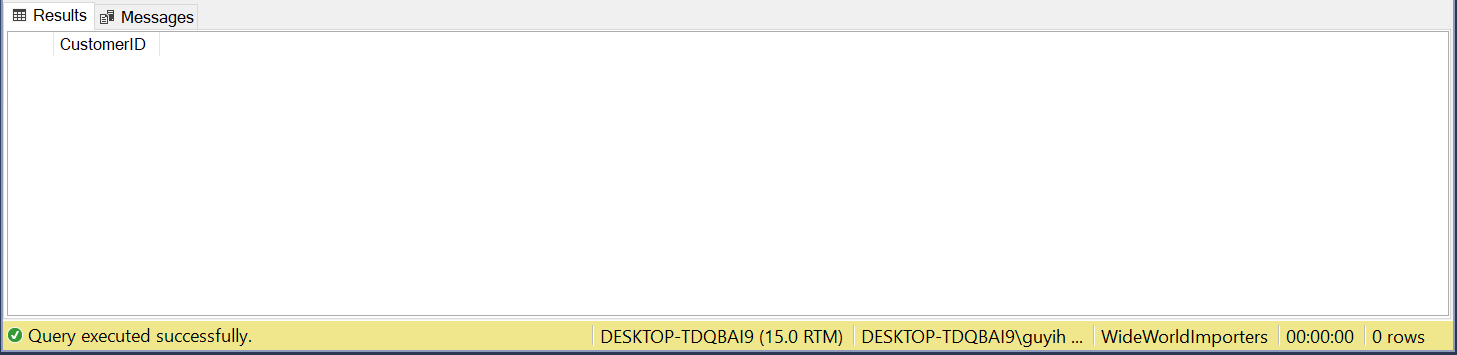 Results Messages
CustomerID
Query executed successfully. DESKTOP-TDQBAI9 (15.0 RTM) DESKTOP-TDQBAI9\guyih ... WideWorldImporters 00:00:00 0 rows